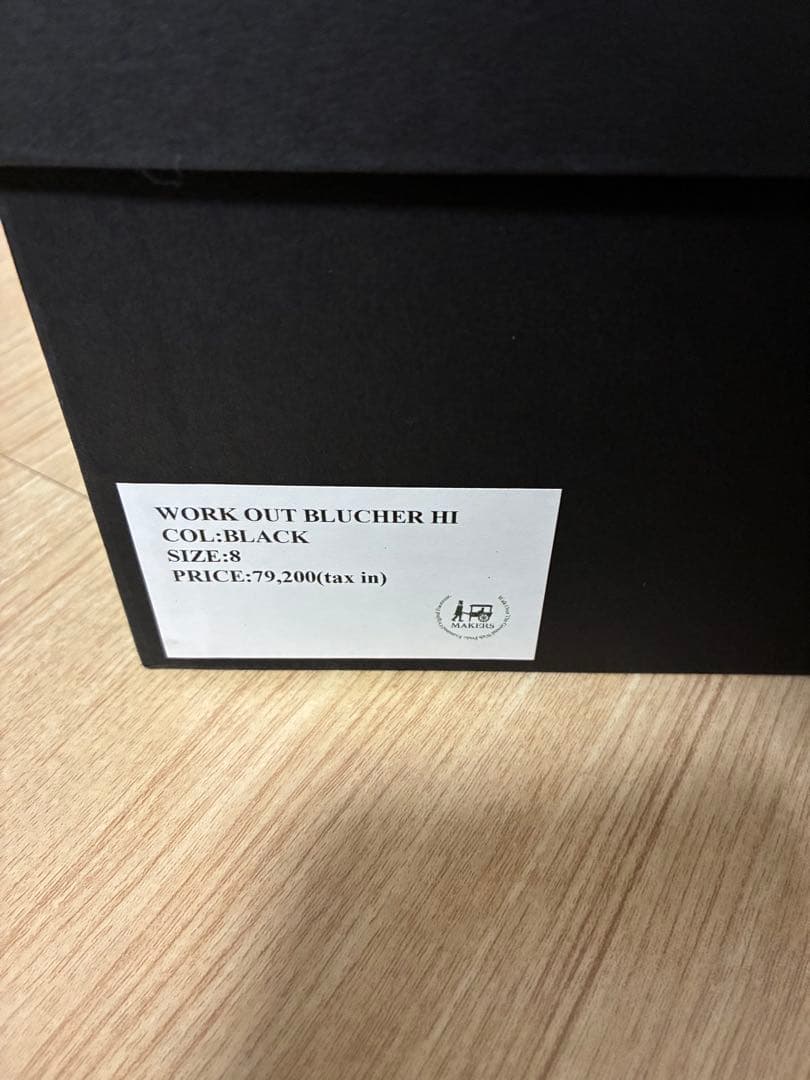 WORK OUT BLUCHER HI
COL:BLACK
SIZE:8
PRICE:79,200(tax in)
MAKERS